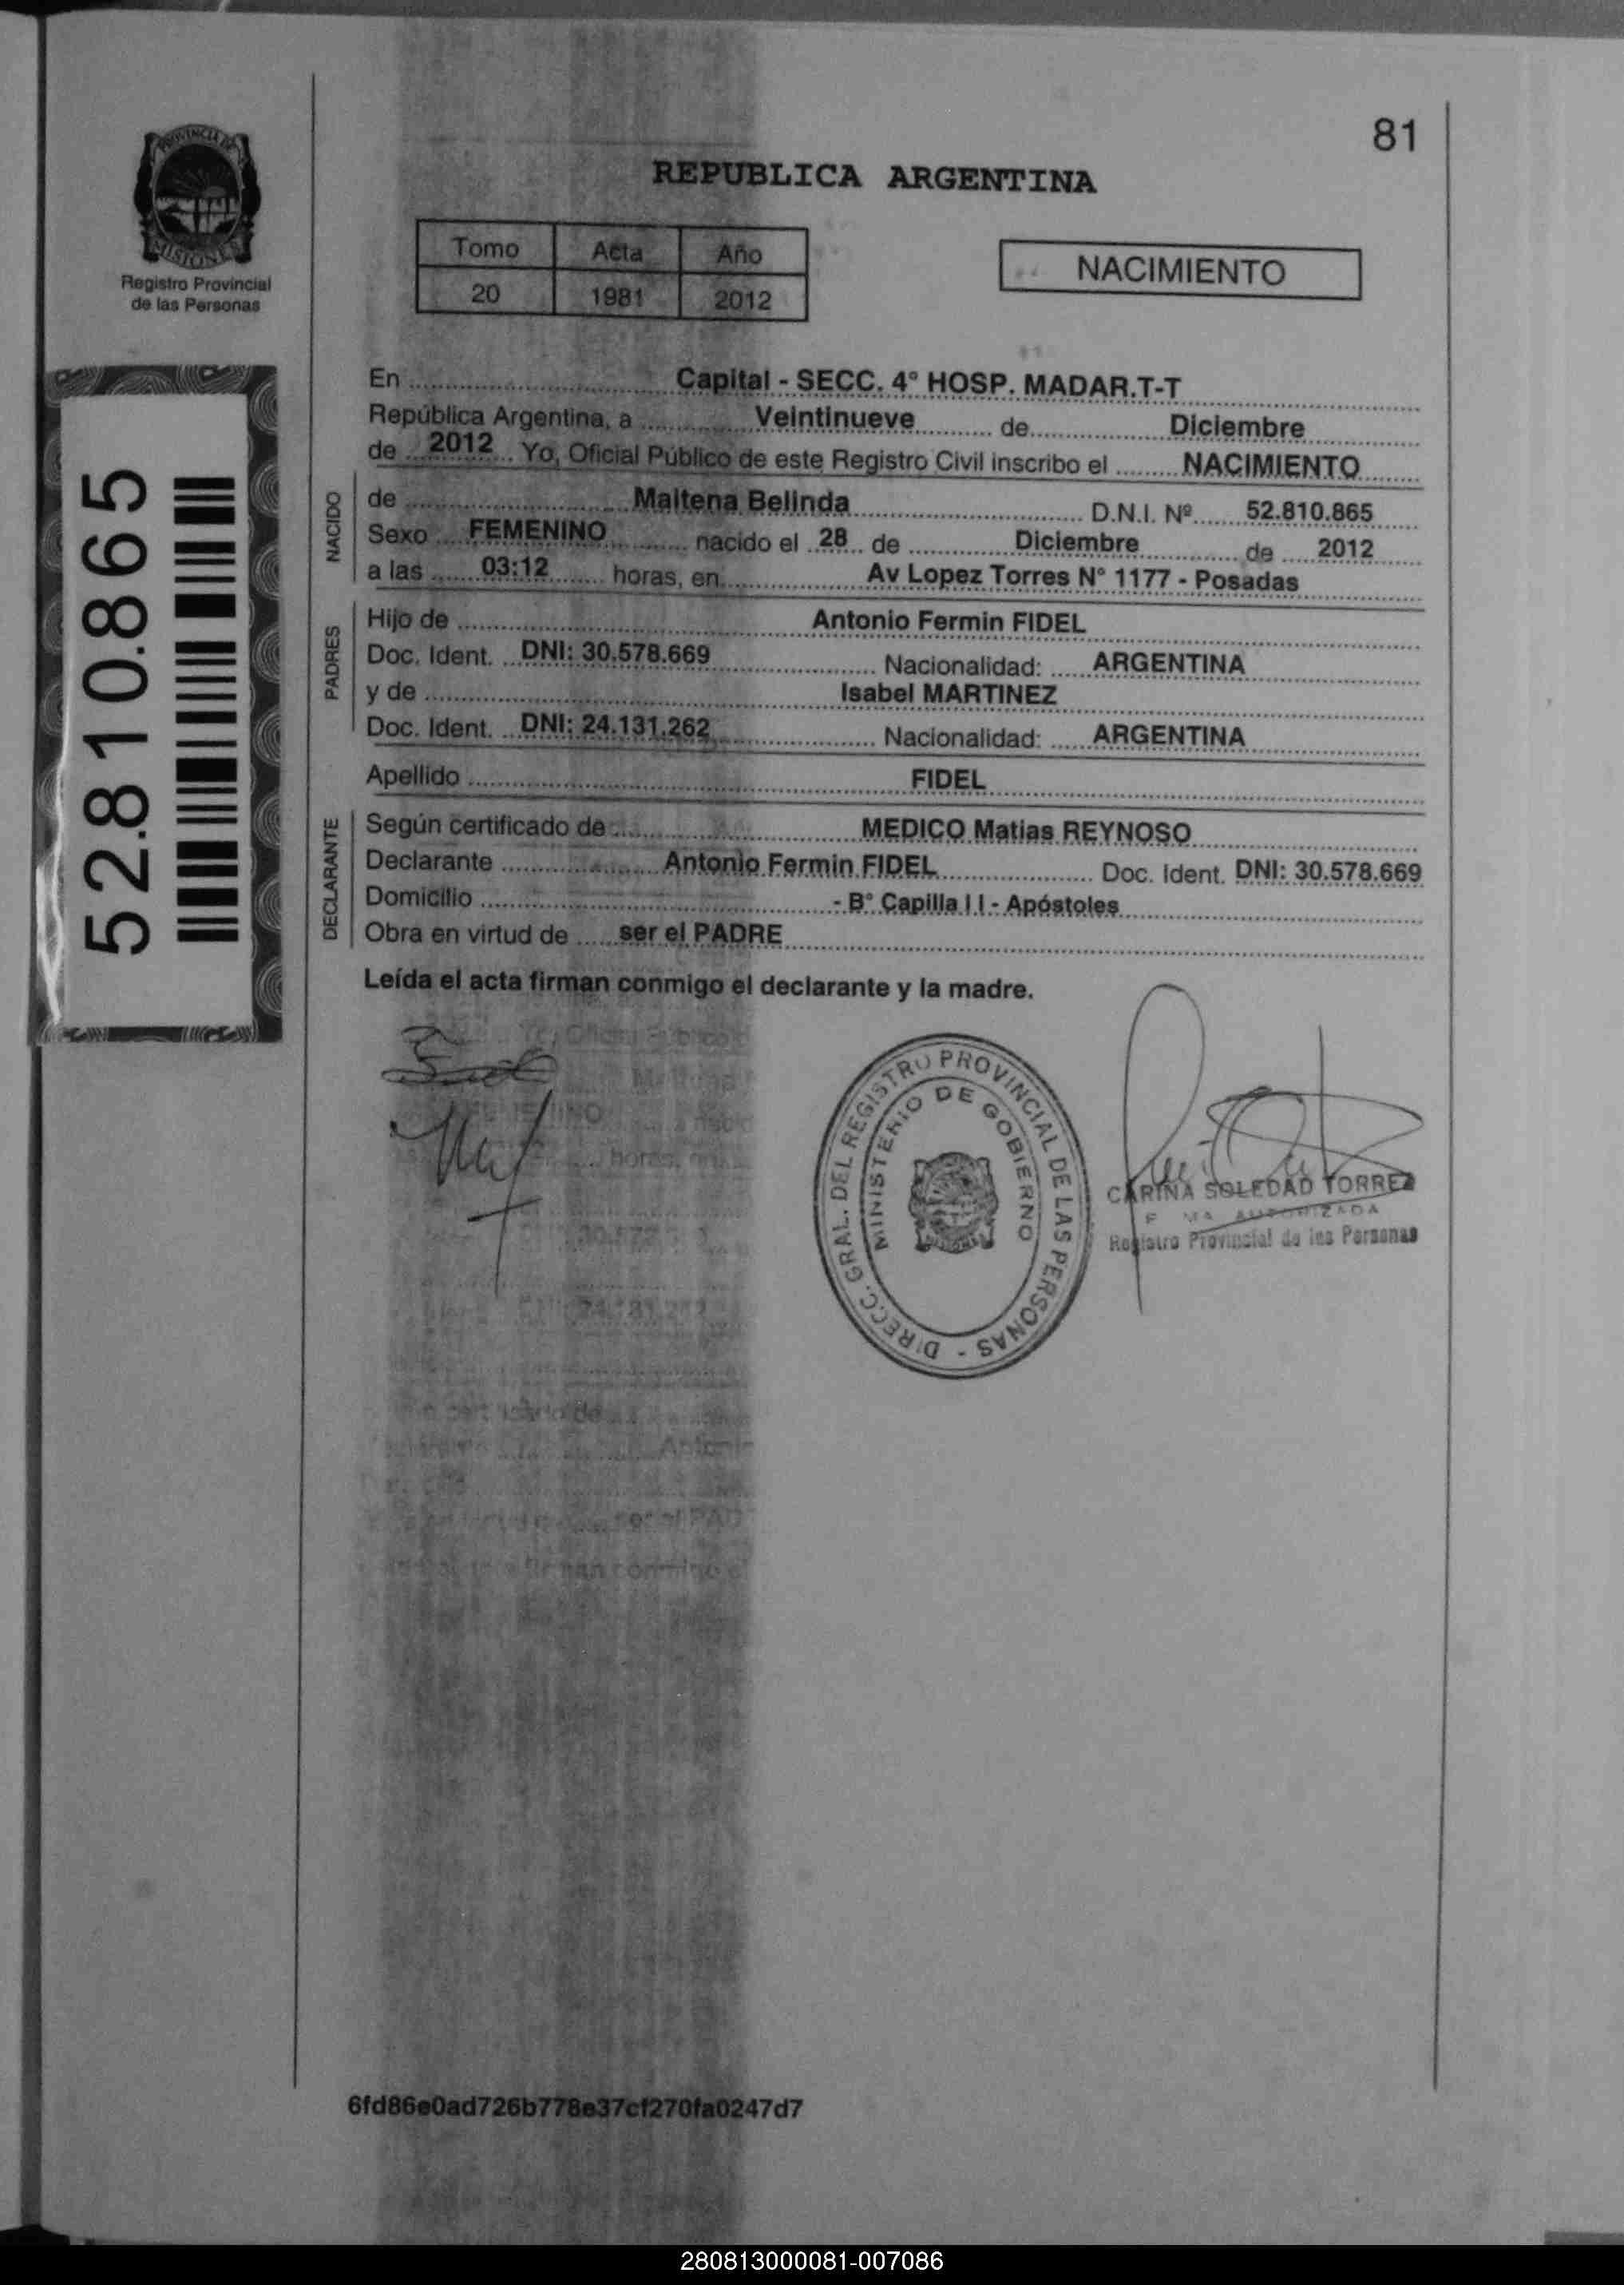 81
PROVINCIA DE
MISIONES
Registro Provincial
de las Personas
REPUBLICA ARGENTINA
Tomo Acta Año
20 1981 2012
NACIMIENTO
52.810.865
En ........ Capital - SECC. 4° HOSP. MADAR.T-T
República Argentina, a ........ Veintinueve ........ de ........ Diciembre
de 2012 Yo, Oficial Público de este Registro Civil inscribo el ........ NACIMIENTO
NACIDO
de ........ Maitena Belinda ........ D.N.I. Nº ........ 52.810.865
Sexo FEMENINO ........ nacido el 28 de ........ Diciembre ........ de ........ 2012
a las ........ 03:12 ........ horas, en ........ Av Lopez Torres N° 1177 - Posadas
PADRES
Hijo de ........ Antonio Fermin FIDEL
Doc. Ident. DNI: 30.578.669 ........ Nacionalidad: ........ ARGENTINA
y de ........ Isabel MARTINEZ
Doc. Ident. DNI: 24.131.262 ........ Nacionalidad: ........ ARGENTINA
Apellido ........ FIDEL
DECLARANTE
Según certificado de ........ MEDICO Matias REYNOSO
Declarante ........ Antonio Fermin FIDEL ........ Doc. Ident. DNI: 30.578.669
Domicilio ........ - B° Capilla I I - Apóstoles
Obra en virtud de ........ ser el PADRE
Leída el acta firman conmigo el declarante y la madre.
DIRECC. GRAL. DEL REGISTRO PROVINCIAL DE LAS PERSONAS -
MINISTERIO DE GOBIERNO
CARINA SOLEDAD TORREZ
AUTORIZADA
Registro Provincial de las Personas
6fd86e0ad726b778e37cf270fa0247d7
280813000081-007086